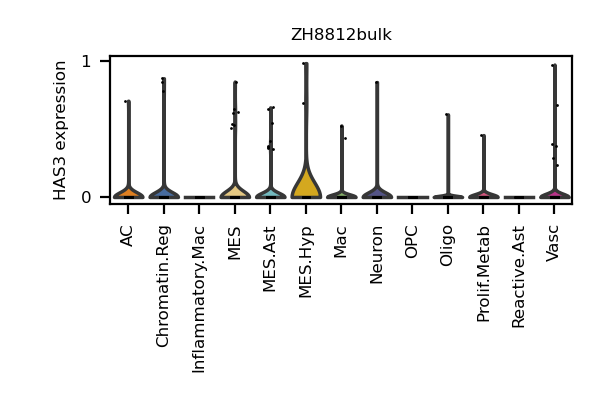 ZH8812bulk
HAS3 expression
1
0
AC
Chromatin.Reg
Inflammatory.Mac
MES
MES.Ast
MES.Hyp
Mac
Neuron
OPC
Oligo
Prolif.Metab
Reactive.Ast
Vasc